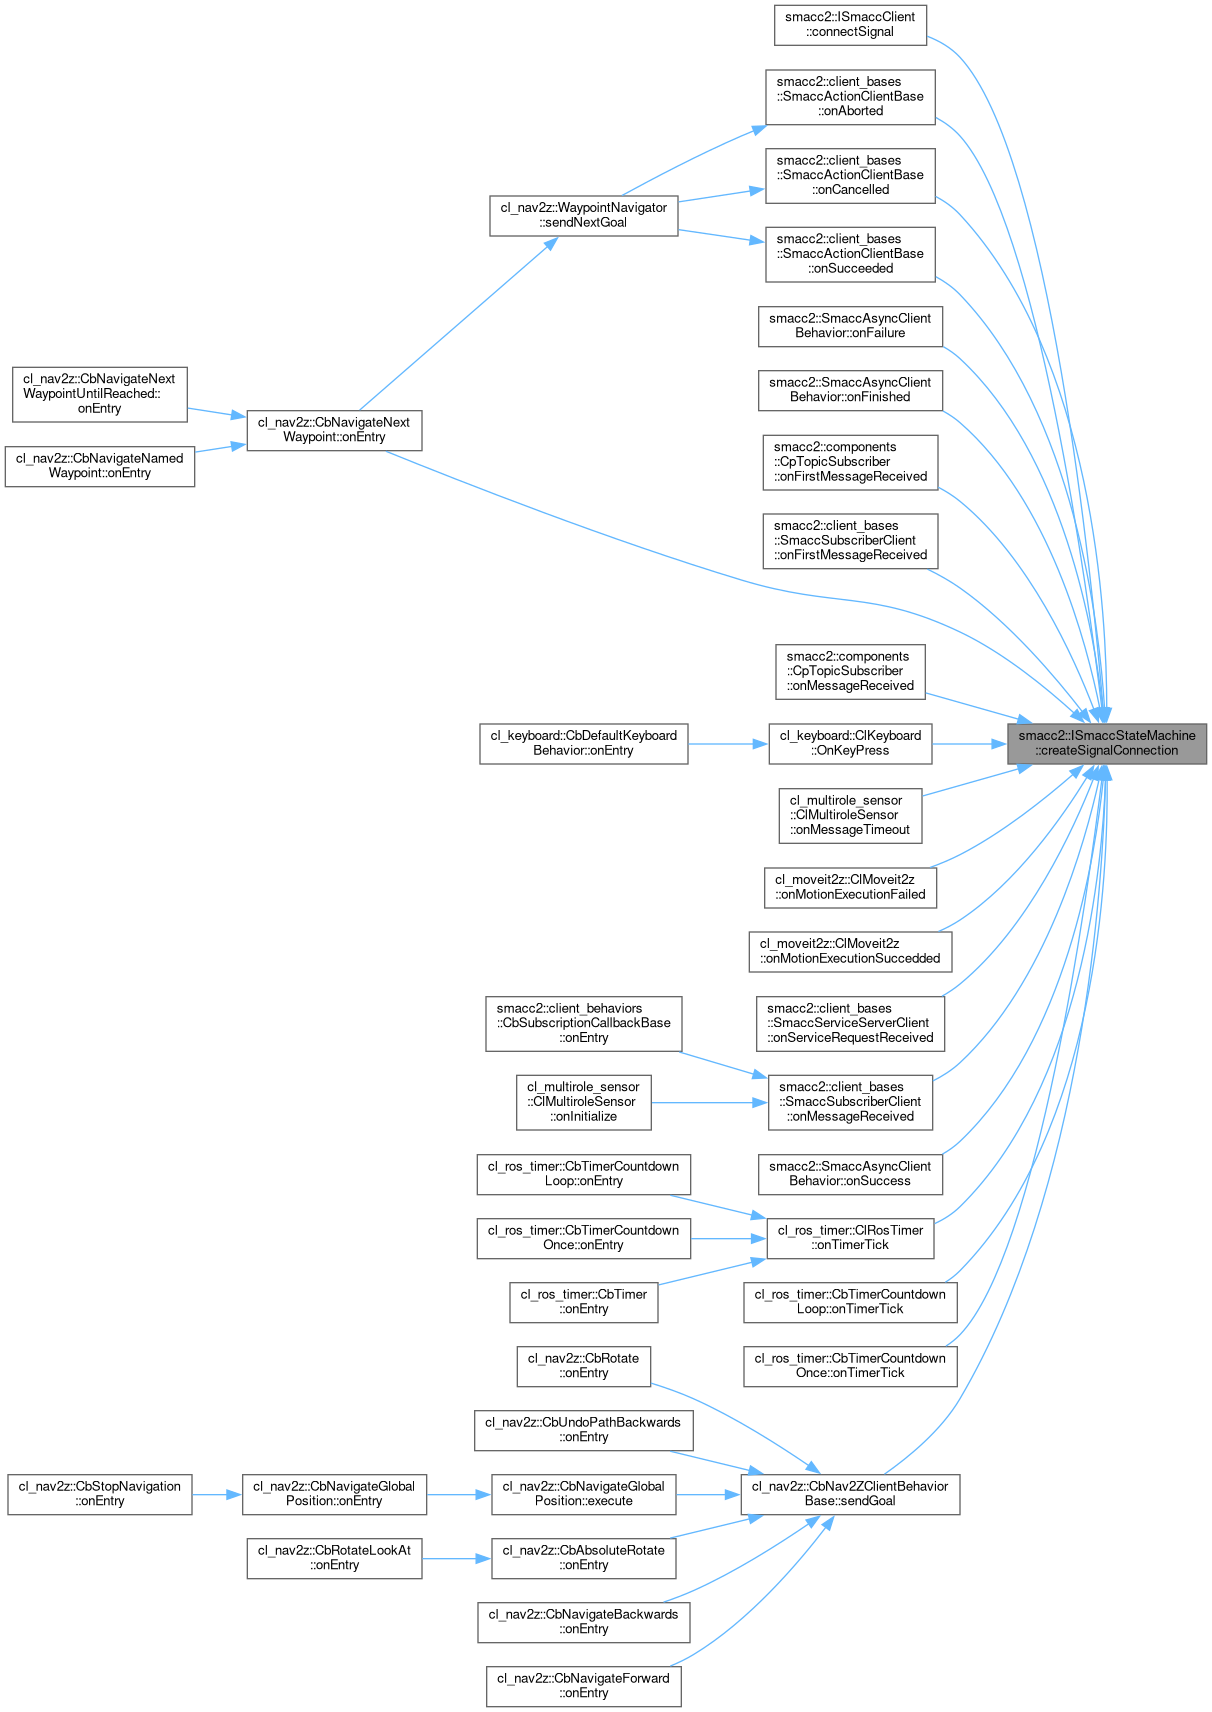 smacc2::ISmaccClient
::connectSignal
smacc2::client_bases
::SmaccActionClientBase
::onAborted
smacc2::client_bases
::SmaccActionClientBase
::onCancelled
cl_nav2z::WaypointNavigator
::sendNextGoal
smacc2::client_bases
::SmaccActionClientBase
::onSucceeded
smacc2::SmaccAsyncClient
Behavior::onFailure
cl_nav2z::CbNavigateNext
WaypointUntilReached::
onEntry
smacc2::SmaccAsyncClient
Behavior::onFinished
cl_nav2z::CbNavigateNext
Waypoint::onEntry
cl_nav2z::CbNavigateNamed
Waypoint::onEntry
smacc2::components
::CpTopicSubscriber
::onFirstMessageReceived
smacc2::client_bases
::SmaccSubscriberClient
::onFirstMessageReceived
smacc2::components
::CpTopicSubscriber
::onMessageReceived
cl_keyboard::CbDefaultKeyboard
Behavior::onEntry
cl_keyboard::ClKeyboard
::OnKeyPress
smacc2::ISmaccStateMachine
::createSignalConnection
cl_multirole_sensor
::ClMultiroleSensor
::onMessageTimeout
cl_moveit2z::ClMoveit2z
::onMotionExecutionFailed
cl_moveit2z::ClMoveit2z
::onMotionExecutionSuccedded
smacc2::client_behaviors
::CbSubscriptionCallbackBase
::onEntry
smacc2::client_bases
::SmaccServiceServerClient
::onServiceRequestReceived
cl_multirole_sensor
::ClMultiroleSensor
::onInitialize
smacc2::client_bases
::SmaccSubscriberClient
::onMessageReceived
cl_ros_timer::CbTimerCountdown
Loop::onEntry
smacc2::SmaccAsyncClient
Behavior::onSuccess
cl_ros_timer::CbTimerCountdown
Once::onEntry
cl_ros_timer::ClRosTimer
::onTimerTick
cl_ros_timer::CbTimer
::onEntry
cl_ros_timer::CbTimerCountdown
Loop::onTimerTick
cl_nav2z::CbRotate
::onEntry
cl_ros_timer::CbTimerCountdown
Once::onTimerTick
cl_nav2z::CbUndoPathBackwards
::onEntry
cl_nav2z::CbStopNavigation
::onEntry
cl_nav2z::CbNavigateGlobal
Position::onEntry
cl_nav2z::CbNavigateGlobal
Position::execute
cl_nav2z::CbNav2ZClientBehavior
Base::sendGoal
cl_nav2z::CbRotateLookAt
::onEntry
cl_nav2z::CbAbsoluteRotate
::onEntry
cl_nav2z::CbNavigateBackwards
::onEntry
cl_nav2z::CbNavigateForward
::onEntry